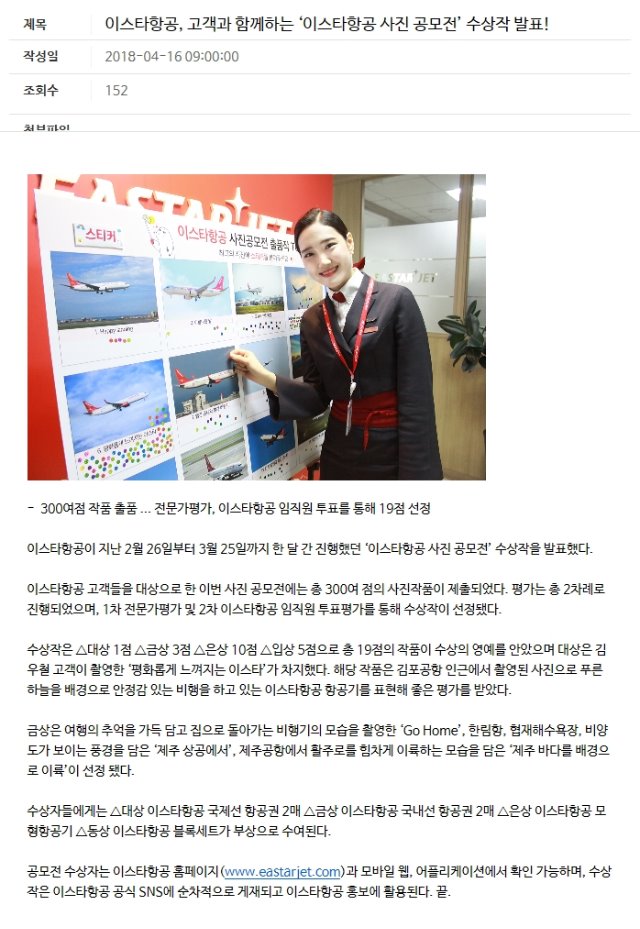 제목 이스타항공, 고객과 함께하는 ‘이스타항공 사진 공모전’ 수상작 발표!
작성일 2018-04-16 09:00:00
조회수 152
첨부파일
EASTAR JET
스티커
이스타항공 사진공모전 출품작
EASTAR JET
- 300여점 작품 출품 ... 전문가평가, 이스타항공 임직원 투표를 통해 19점 선정
이스타항공이 지난 2월 26일부터 3월 25일까지 한 달 간 진행했던 ‘이스타항공 사진 공모전’ 수상작을 발표했다.
이스타항공 고객들을 대상으로 한 이번 사진 공모전에는 총 300여 점의 사진작품이 제출되었다. 평가는 총 2차례로
진행되었으며, 1차 전문가평가 및 2차 이스타항공 임직원 투표평가를 통해 수상작이 선정됐다.
수상작은 △대상 1점 △금상 3점 △은상 10점 △입상 5점으로 총 19점의 작품이 수상의 영예를 안았으며 대상은 김
우철 고객이 촬영한 ‘평화롭게 느껴지는 이스타’가 차지했다. 해당 작품은 김포공항 인근에서 촬영된 사진으로 푸른
하늘을 배경으로 안정감 있는 비행을 하고 있는 이스타항공 항공기를 표현해 좋은 평가를 받았다.
금상은 여행의 추억을 가득 담고 집으로 돌아가는 비행기의 모습을 촬영한 ‘Go Home’, 한림항, 협재해수욕장, 비양
도가 보이는 풍경을 담은 ‘제주 상공에서’, 제주공항에서 활주로를 힘차게 이륙하는 모습을 담은 ‘제주 바다를 배경으
로 이륙’이 선정 됐다.
수상자들에게는 △대상 이스타항공 국제선 항공권 2매 △금상 이스타항공 국내선 항공권 2매 △은상 이스타항공 모
형항공기 △동상 이스타항공 블록세트가 부상으로 수여된다.
공모전 수상자는 이스타항공 홈페이지(www.eastarjet.com)과 모바일 웹, 어플리케이션에서 확인 가능하며, 수상
작은 이스타항공 공식 SNS에 순차적으로 게재되고 이스타항공 홍보에 활용된다. 끝.